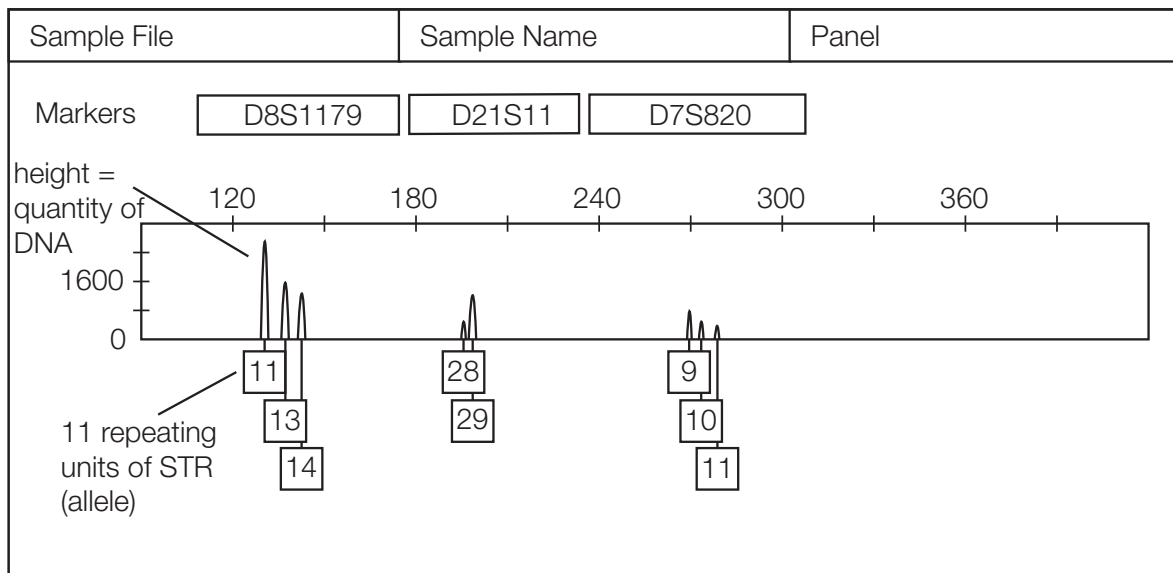 Sample File Sample Name Panel
Markers D8S1179 D21S11 D7S820
height =
quantity of
DNA
120 180 240 300 360
1600
0
11 28 9
13 29 10
14 11
11 repeating
units of STR
(allele)